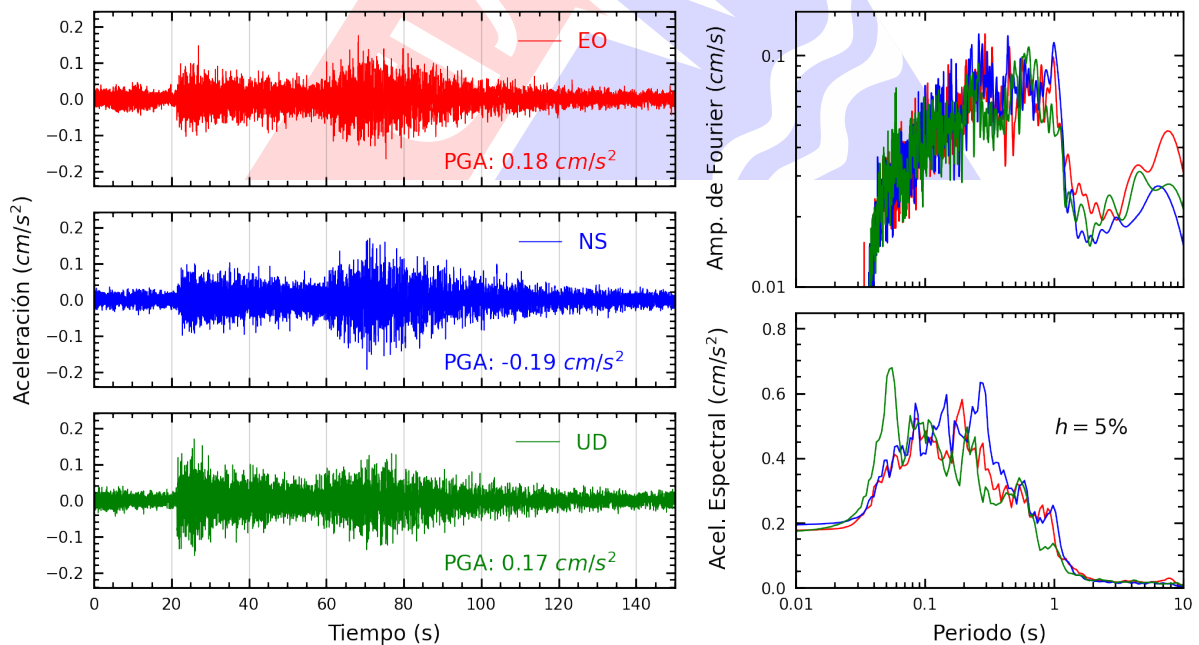 Aceleración (cm/s²)
0.2
0.1
0.0
−0.1
−0.2
EO
PGA: 0.18 cm/s²
0.2
0.1
0.0
−0.1
−0.2
NS
PGA: -0.19 cm/s²
0.2
0.1
0.0
−0.1
−0.2
UD
PGA: 0.17 cm/s²
0 20 40 60 80 100 120 140
Tiempo (s)
Amp. de Fourier (cm/s)
0.1
0.01
Acel. Espectral (cm/s²)
0.8
0.6
0.4
0.2
0.0
h = 5%
0.01 0.1 1 10
Periodo (s)